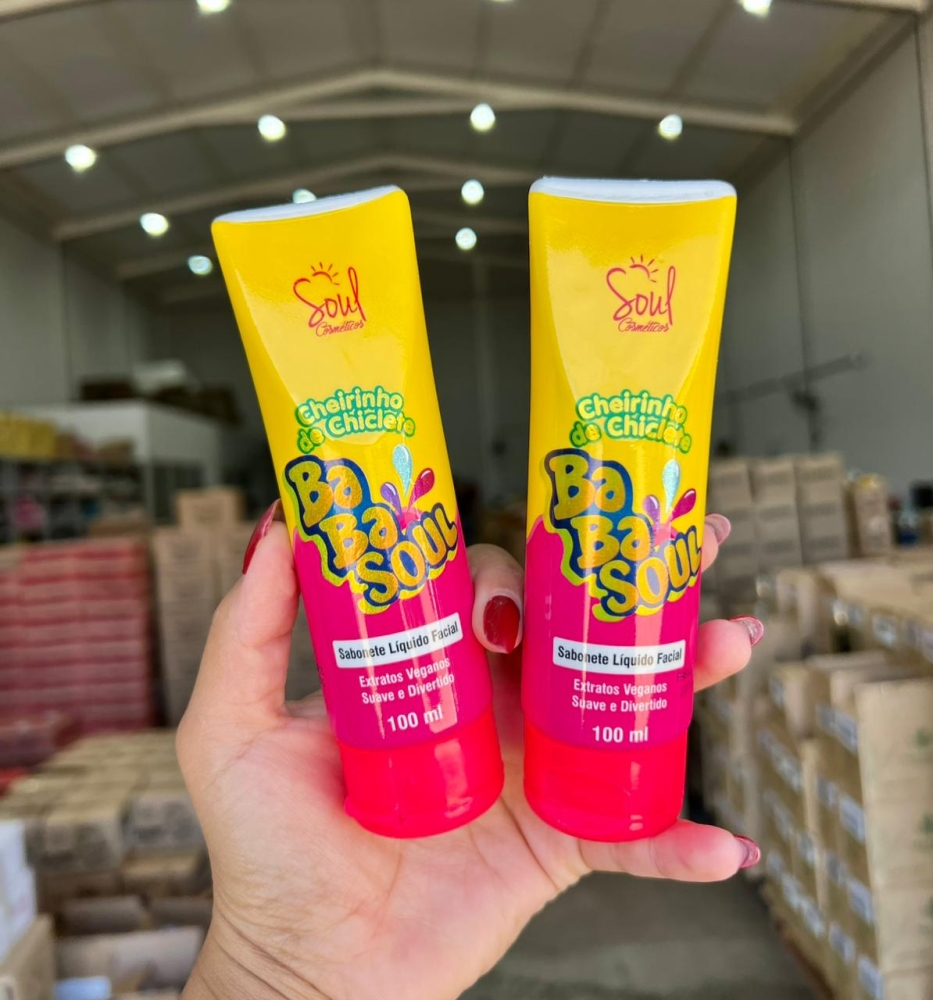 Soul
Cosméticos
Cheirinho
de Chiclete
Ba
Ba
SOUL
Sabonete Líquido Facial
Extratos Veganos
Suave e Divertido
100 ml
Soul
Cosméticos
Cheirinho
de Chiclete
Ba
Ba
SOUL
Sabonete Líquido Facial
Extratos Veganos
Suave e Divertido
100 ml